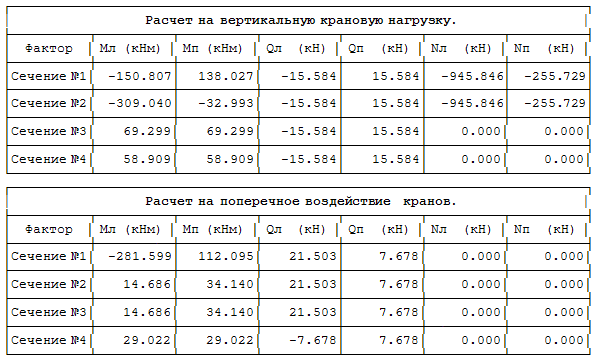 Расчет на вертикальную крановую нагрузку.
Фактор Мл (кНм) Мп (кНм) Qл (кН) Qп (кН) Nл (кН) Nп (кН)
Сечение №1 -150.807 138.027 -15.584 15.584 -945.846 -255.729
Сечение №2 -309.040 -32.993 -15.584 15.584 -945.846 -255.729
Сечение №3 69.299 69.299 -15.584 15.584 0.000 0.000
Сечение №4 58.909 58.909 -15.584 15.584 0.000 0.000
Расчет на поперечное воздействие кранов.
Фактор Мл (кНм) Мп (кНм) Qл (кН) Qп (кН) Nл (кН) Nп (кН)
Сечение №1 -281.599 112.095 21.503 7.678 0.000 0.000
Сечение №2 14.686 34.140 21.503 7.678 0.000 0.000
Сечение №3 14.686 34.140 21.503 7.678 0.000 0.000
Сечение №4 29.022 29.022 -7.678 7.678 0.000 0.000